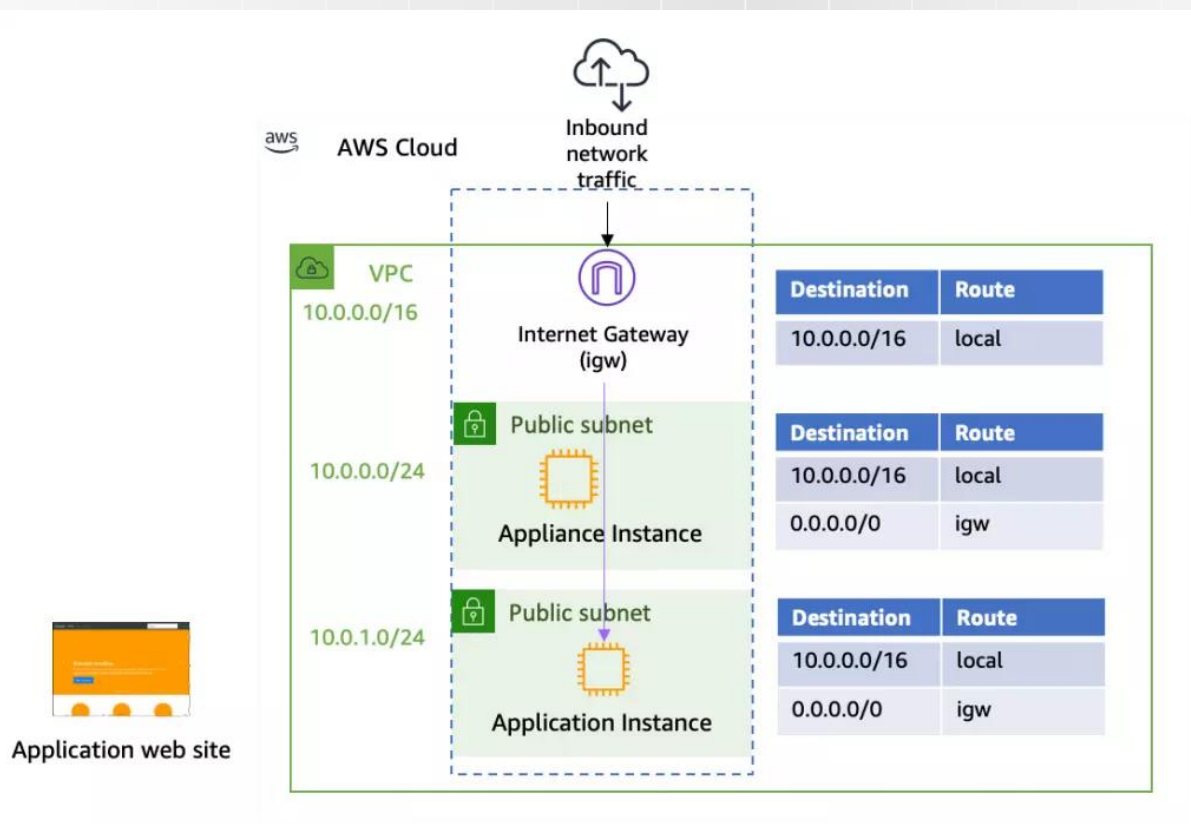 Inbound
network
traffic
aws
AWS Cloud
VPC
10.0.0.0/16
Internet Gateway
(igw)
Destination Route
10.0.0.0/16 local
Public subnet
10.0.0.0/24
Appliance Instance
Destination Route
10.0.0.0/16 local
0.0.0.0/0 igw
Public subnet
10.0.1.0/24
Application Instance
Destination Route
10.0.0.0/16 local
0.0.0.0/0 igw
Application web site